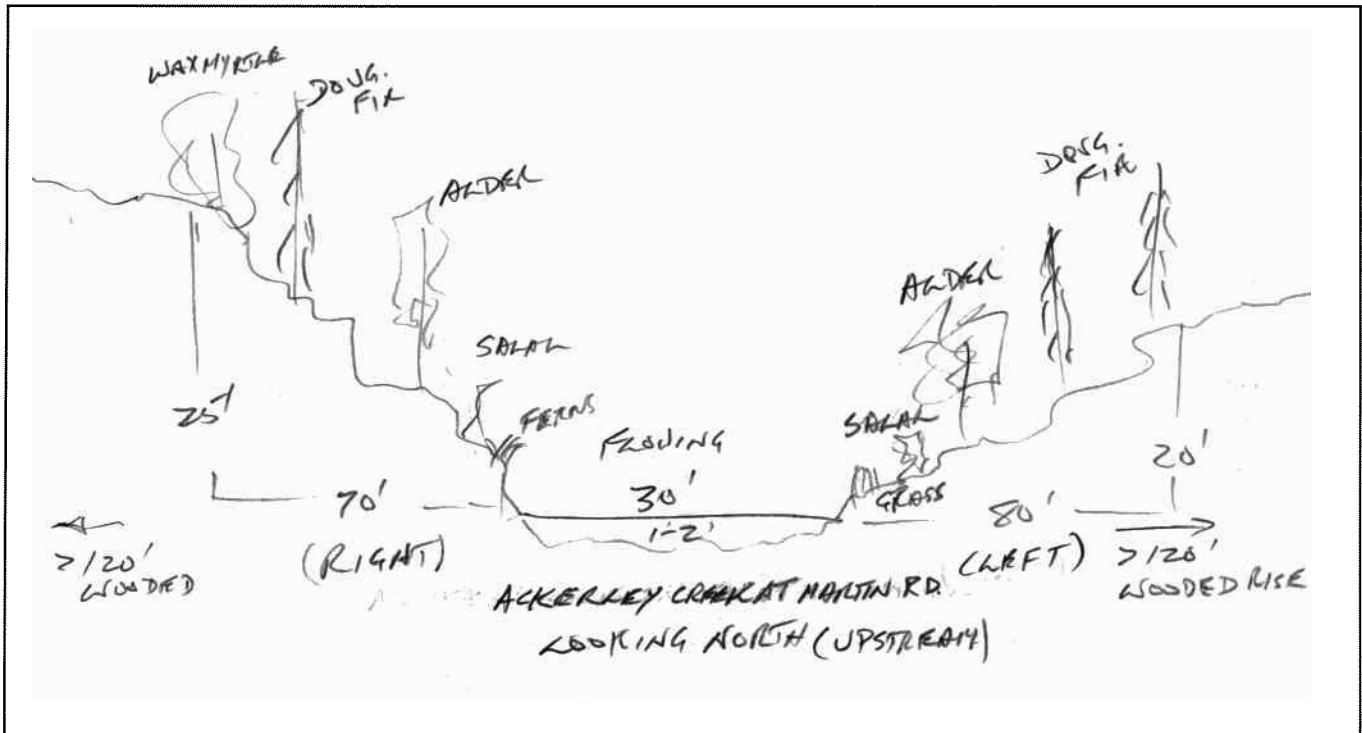 WAXMYRTLE
DOUG.
FIR
ALDER
DOUG.
FIR
ALDER
SALAL
FERNS
SALAL
25'
FLOWING
20'
70'
30'
GRASS
80'
1-2'
>120'
WOODED
(RIGHT)
(LEFT)
>120'
WOODED RISE
ACKERLEY CREEK AT MARTIN RD.
LOOKING NORTH (UPSTREAM)